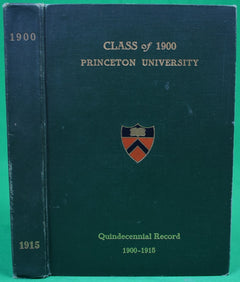 1900
1915
CLASS of 1900
PRINCETON UNIVERSITY
Quindecennial Record
1900-1915